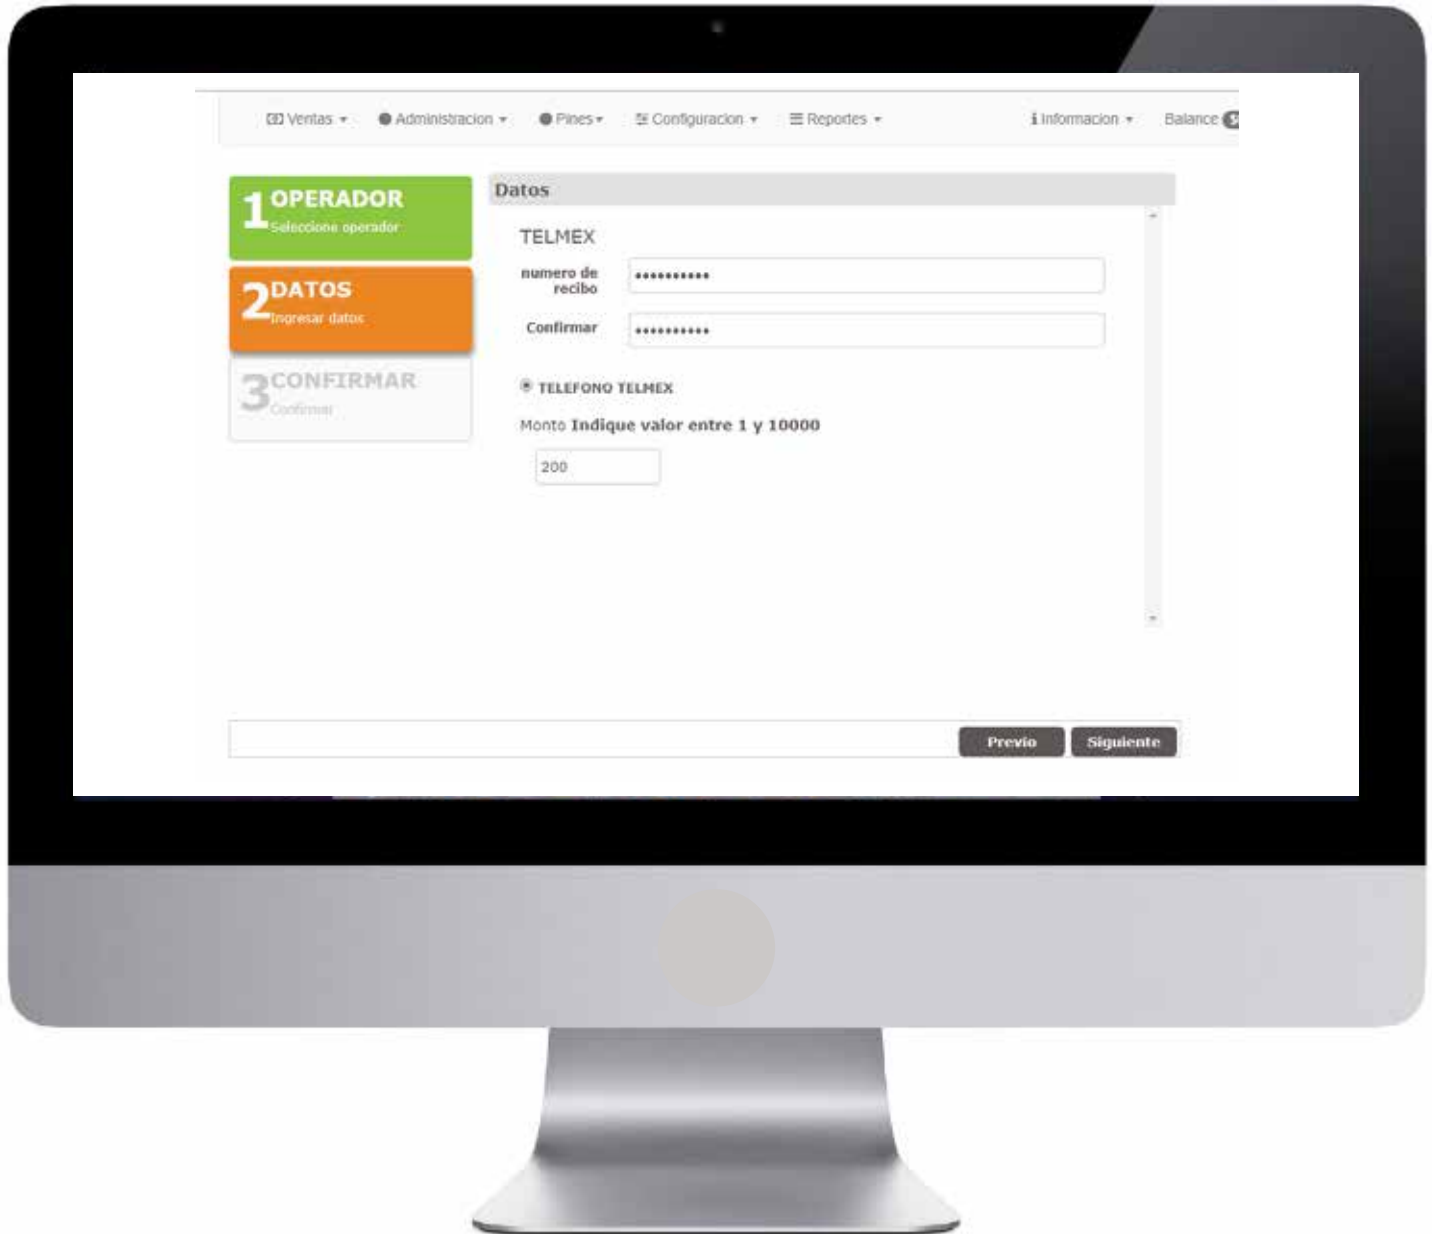 Ventas Administracion Pines Configuracion Reportes Informacion Balance
1 OPERADOR
Seleccione operador
2 DATOS
Ingresar datos
3 CONFIRMAR
Confirmar
Datos
TELMEX
numero de
recibo
••••••••••
Confirmar
••••••••••
TELEFONO TELMEX
Monto Indique valor entre 1 y 10000
200
Previo Siguiente